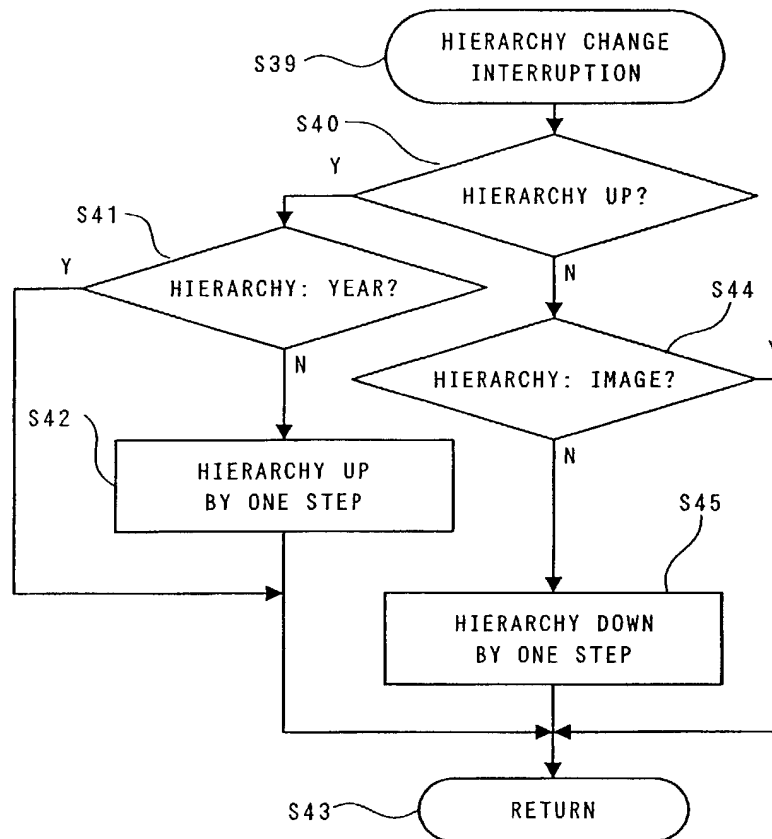 HIERARCHY CHANGE
INTERRUPTION
S39
S40
Y
HIERARCHY UP?
S41
Y
N
HIERARCHY: YEAR?
S44
Y
HIERARCHY: IMAGE?
N
S42
N
HIERARCHY UP
BY ONE STEP
S45
HIERARCHY DOWN
BY ONE STEP
S43
RETURN